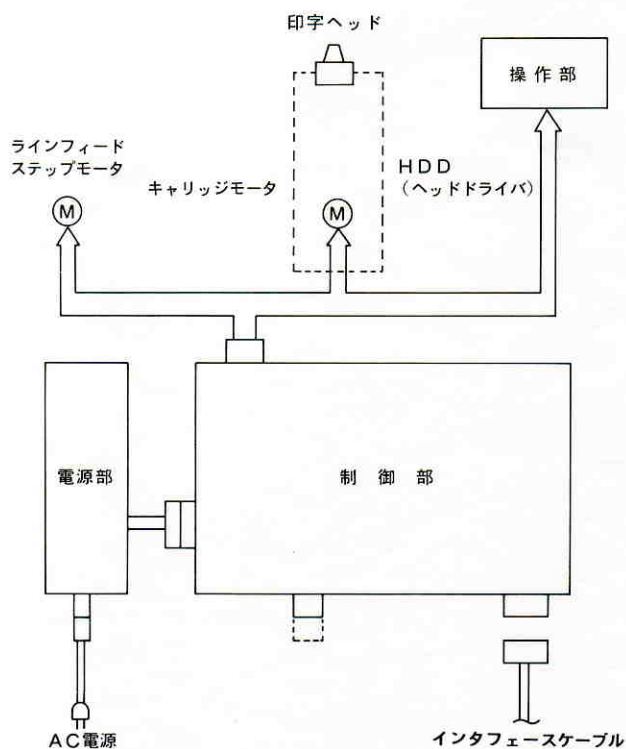 印字ヘッド
操作部
ラインフィード
ステップモータ
キャリッジモータ
HDD
(ヘッドドライバ)
M
M
電源部
制御部
AC電源
インタフェースケーブル